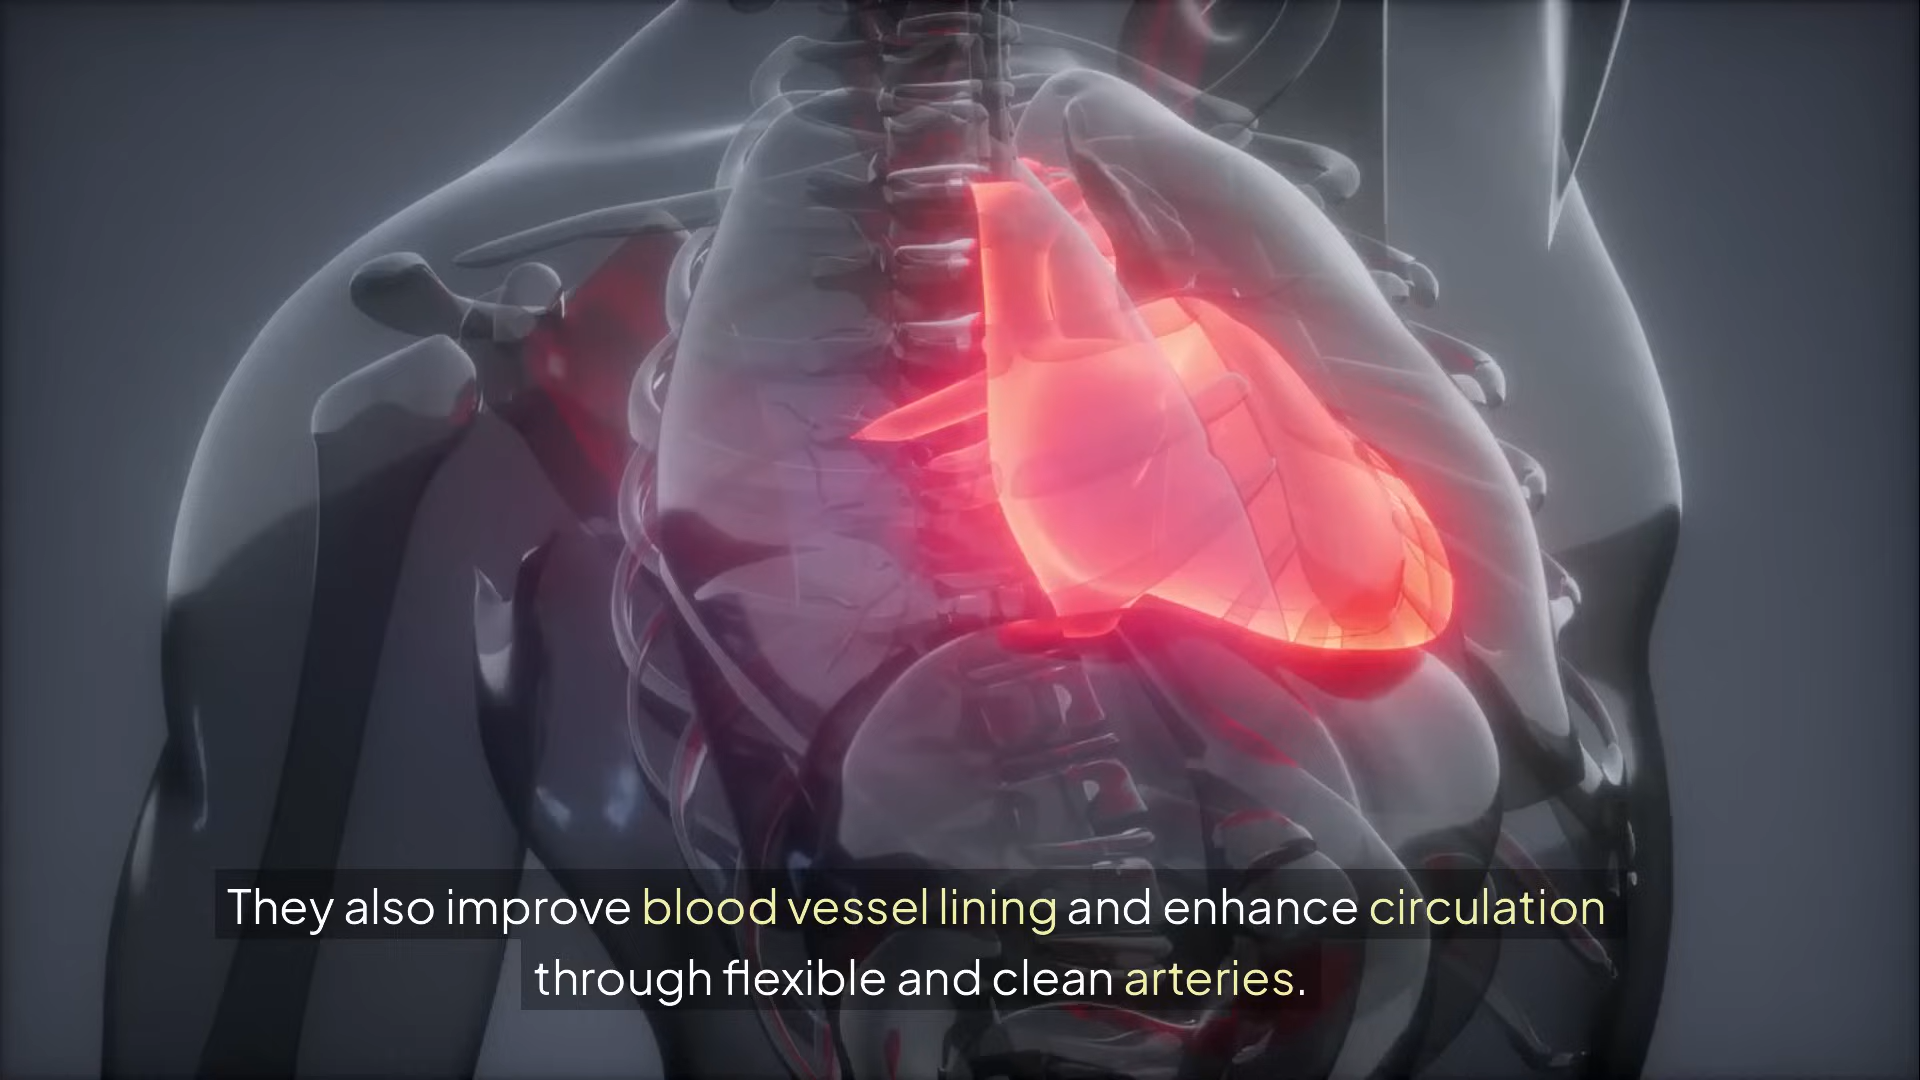 They also improve blood vessel lining and enhance circulation
through flexible and clean arteries.